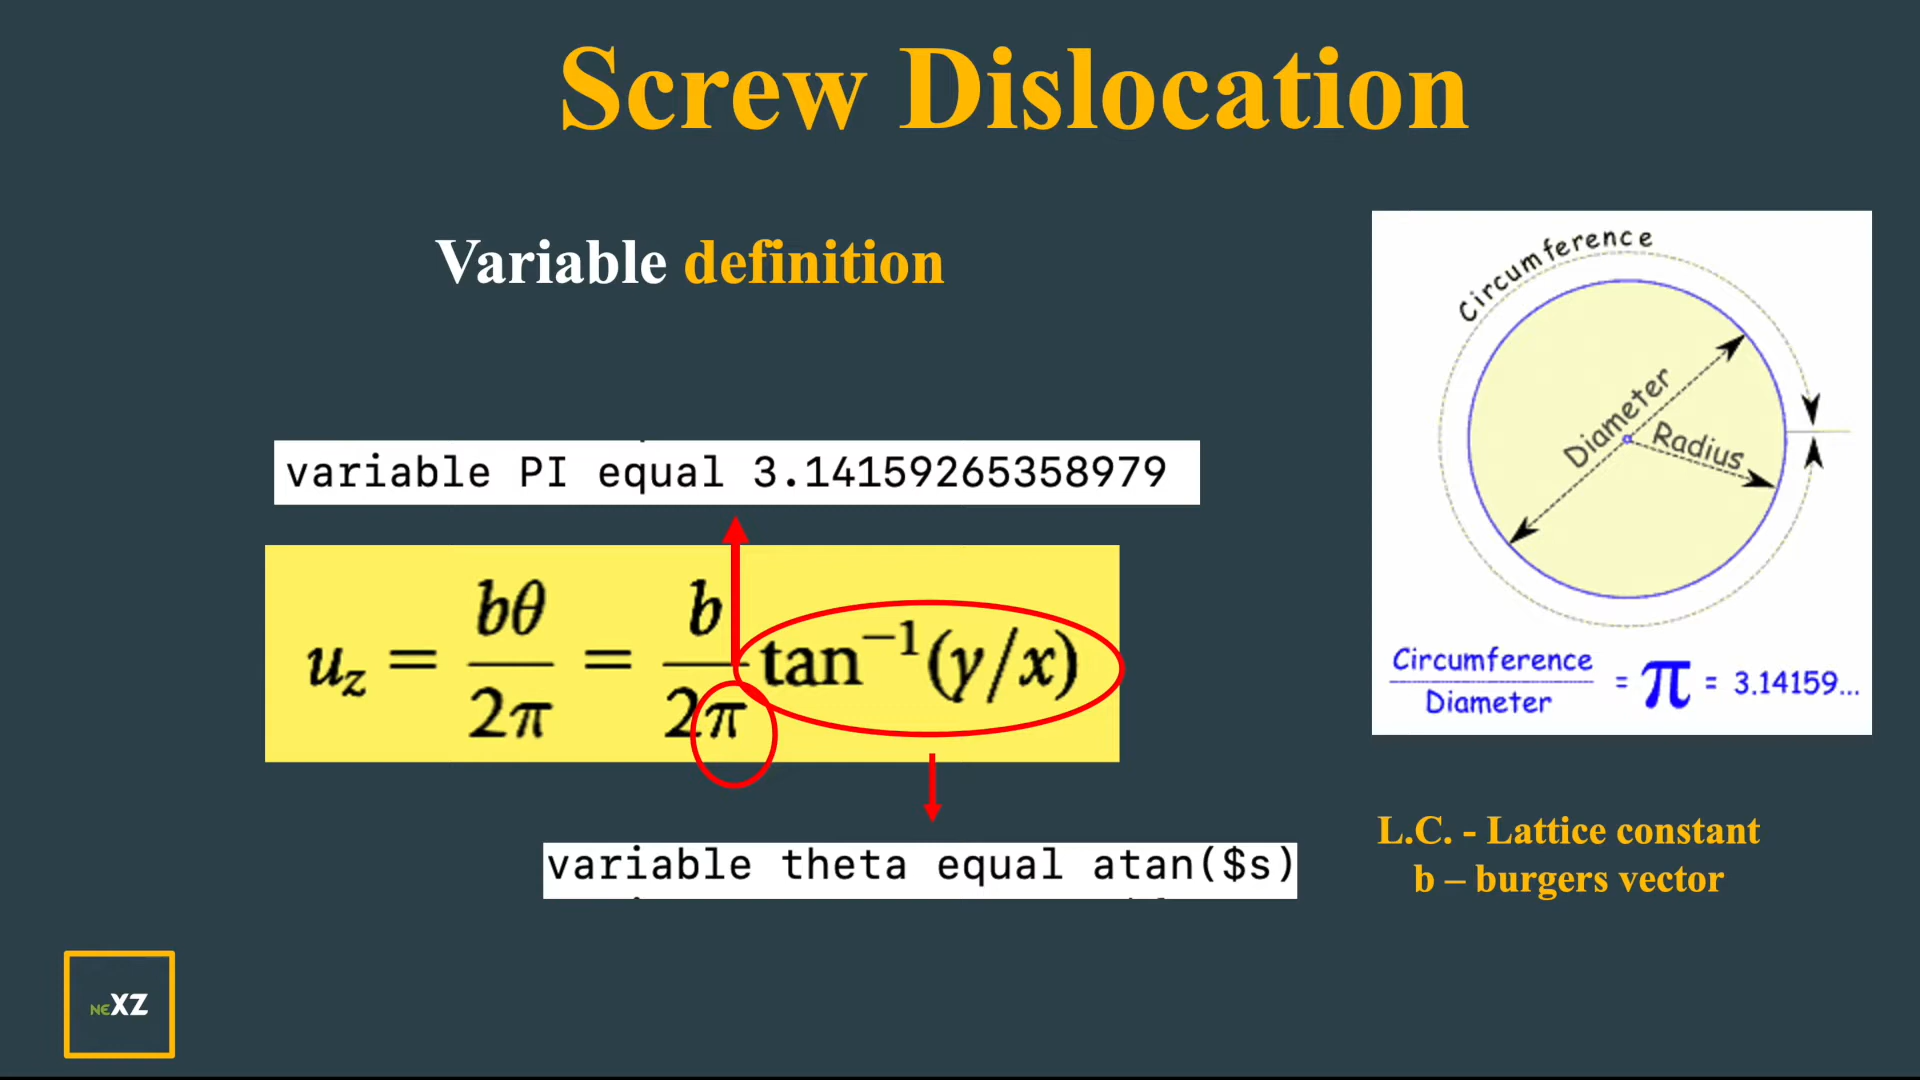 Screw Dislocation
Variable definition
variable PI equal 3.14159265358979
u_z = bθ/2π = b/2π tan⁻¹(y/x)
variable theta equal atan($s)
Circumference
Diameter
Radius
Circumference/Diameter = π = 3.14159...
L.C. - Lattice constant
b – burgers vector
NEXZ